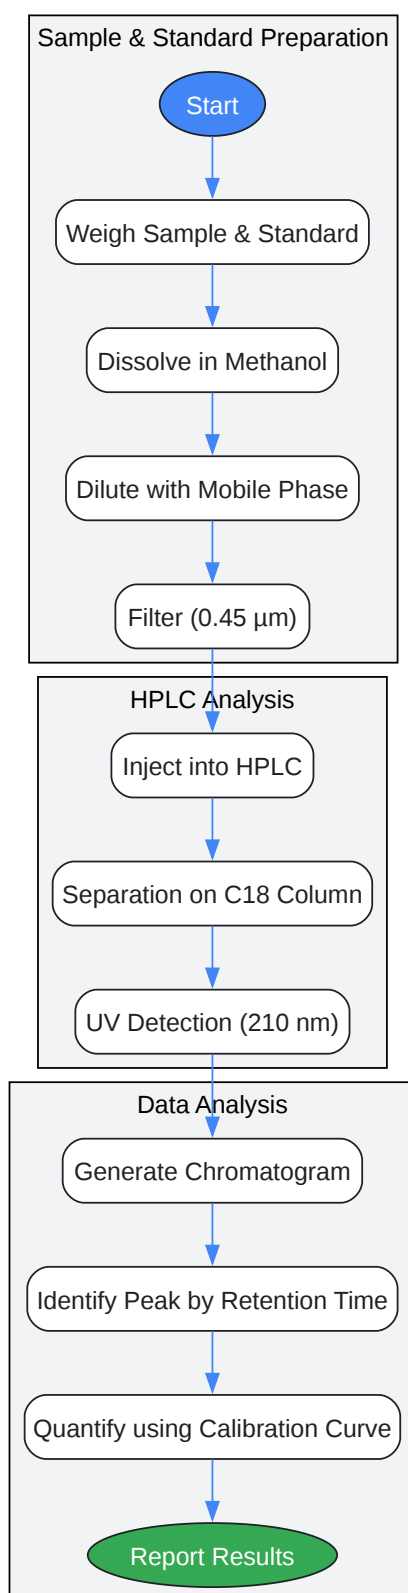 Sample & Standard Preparation
Start
Weigh Sample & Standard
Dissolve in Methanol
Dilute with Mobile Phase
Filter (0.45 µm)
HPLC Analysis
Inject into HPLC
Separation on C18 Column
UV Detection (210 nm)
Data Analysis
Generate Chromatogram
Identify Peak by Retention Time
Quantify using Calibration Curve
Report Results